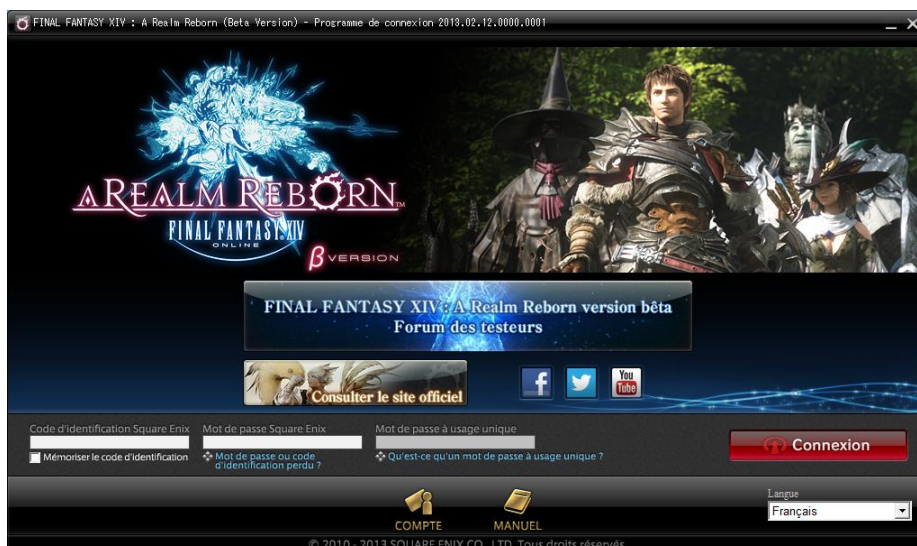 FINAL FANTASY XIV : A Realm Reborn (Beta Version) - Programme de connexion 2013.02.12.0000.0001
A REALM REBORN™
FINAL FANTASY XIV
ONLINE
β VERSION
FINAL FANTASY XIV : A Realm Reborn version bêta
Forum des testeurs
Consulter le site officiel
f
You
Tube
Code d'identification Square Enix
Mot de passe Square Enix
Mot de passe à usage unique
Mémoriser le code d'identification
Mot de passe ou code
d'identification perdu ?
Qu'est-ce qu'un mot de passe à usage unique ?
Connexion
COMPTE
MANUEL
Langue
Français
© 2010 - 2013 SQUARE ENIX CO., LTD. Tous droits réservés.